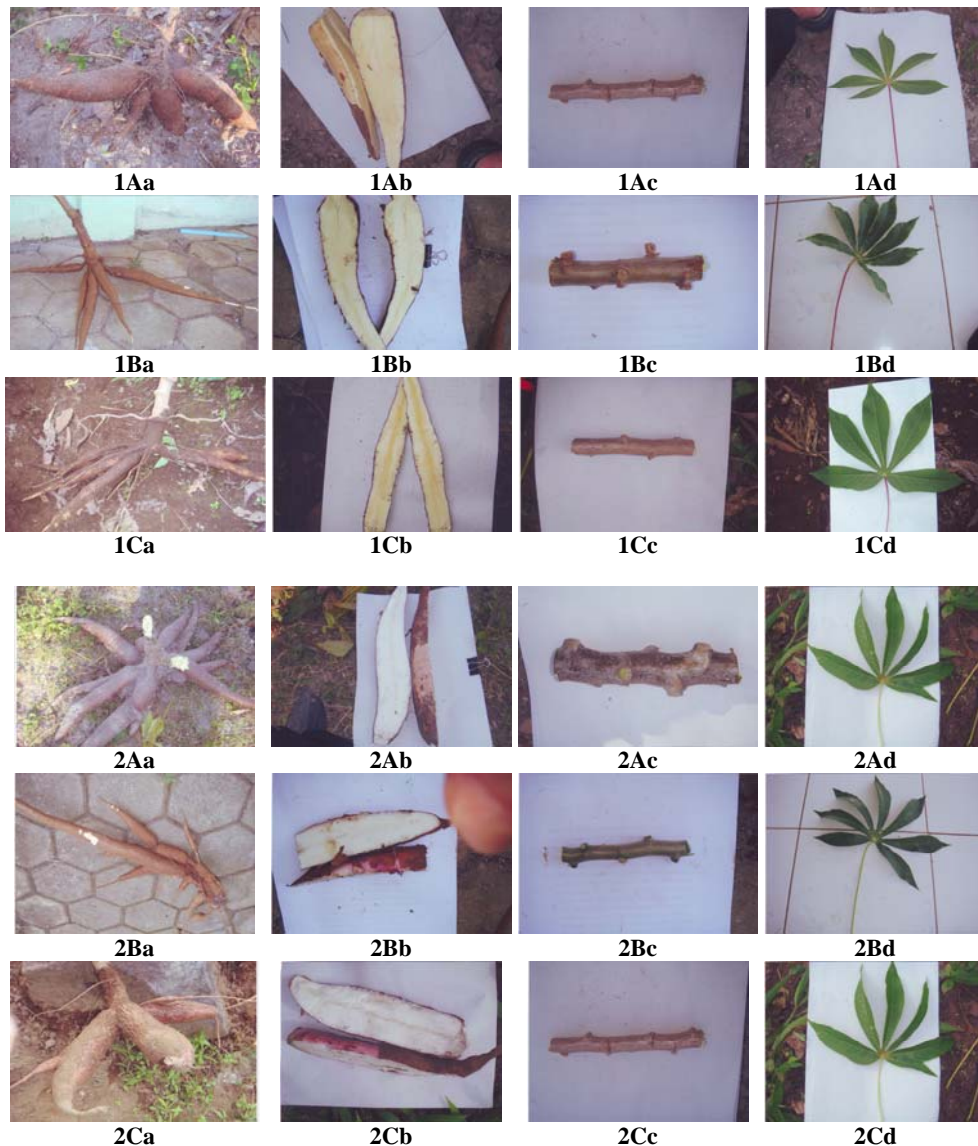 1Aa 1Ab 1Ac 1Ad
1Ba 1Bb 1Bc 1Bd
1Ca 1Cb 1Cc 1Cd
2Aa 2Ab 2Ac 2Ad
2Ba 2Bb 2Bc 2Bd
2Ca 2Cb 2Cc 2Cd